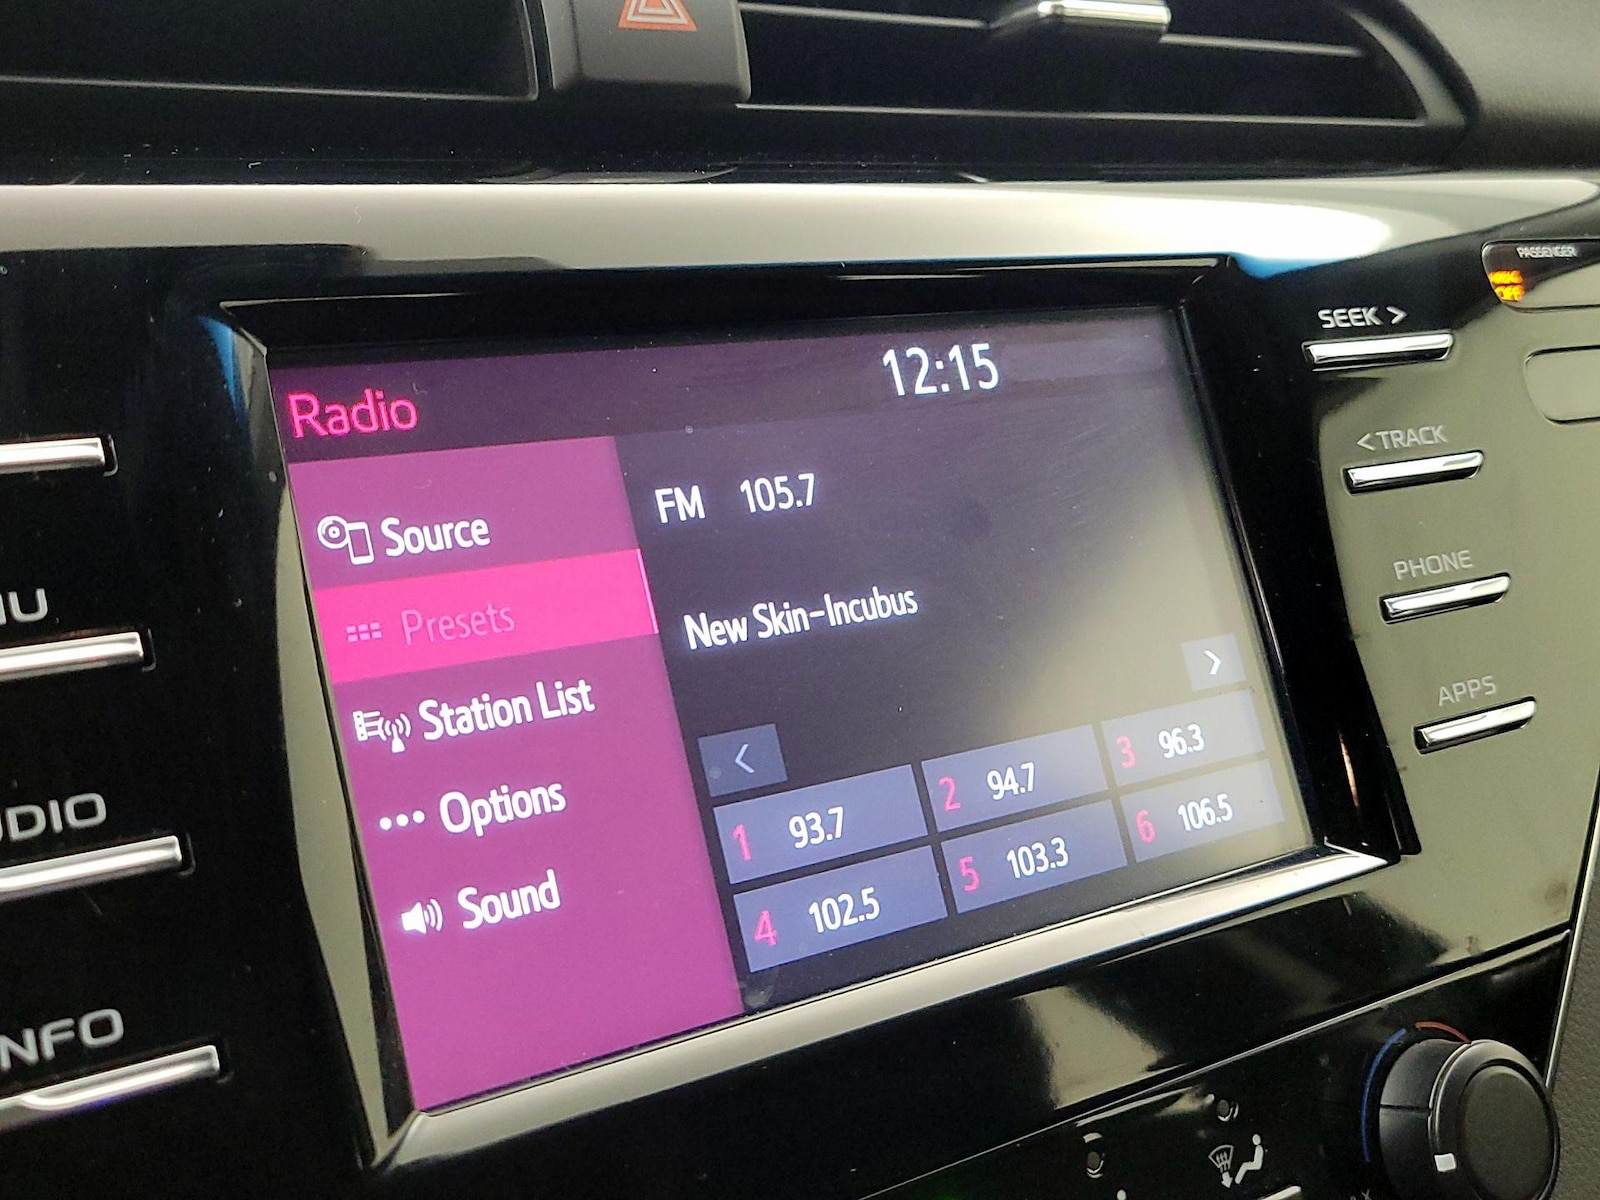 PASSENGER
OFF
SEEK >
12:15
Radio
< TRACK
FM 105.7
Source
PHONE
New Skin-Incubus
Presets
>
APPS
Station List
<
1 93.7
2 94.7
3 96.3
Options
4 102.5
5 103.3
6 106.5
Sound